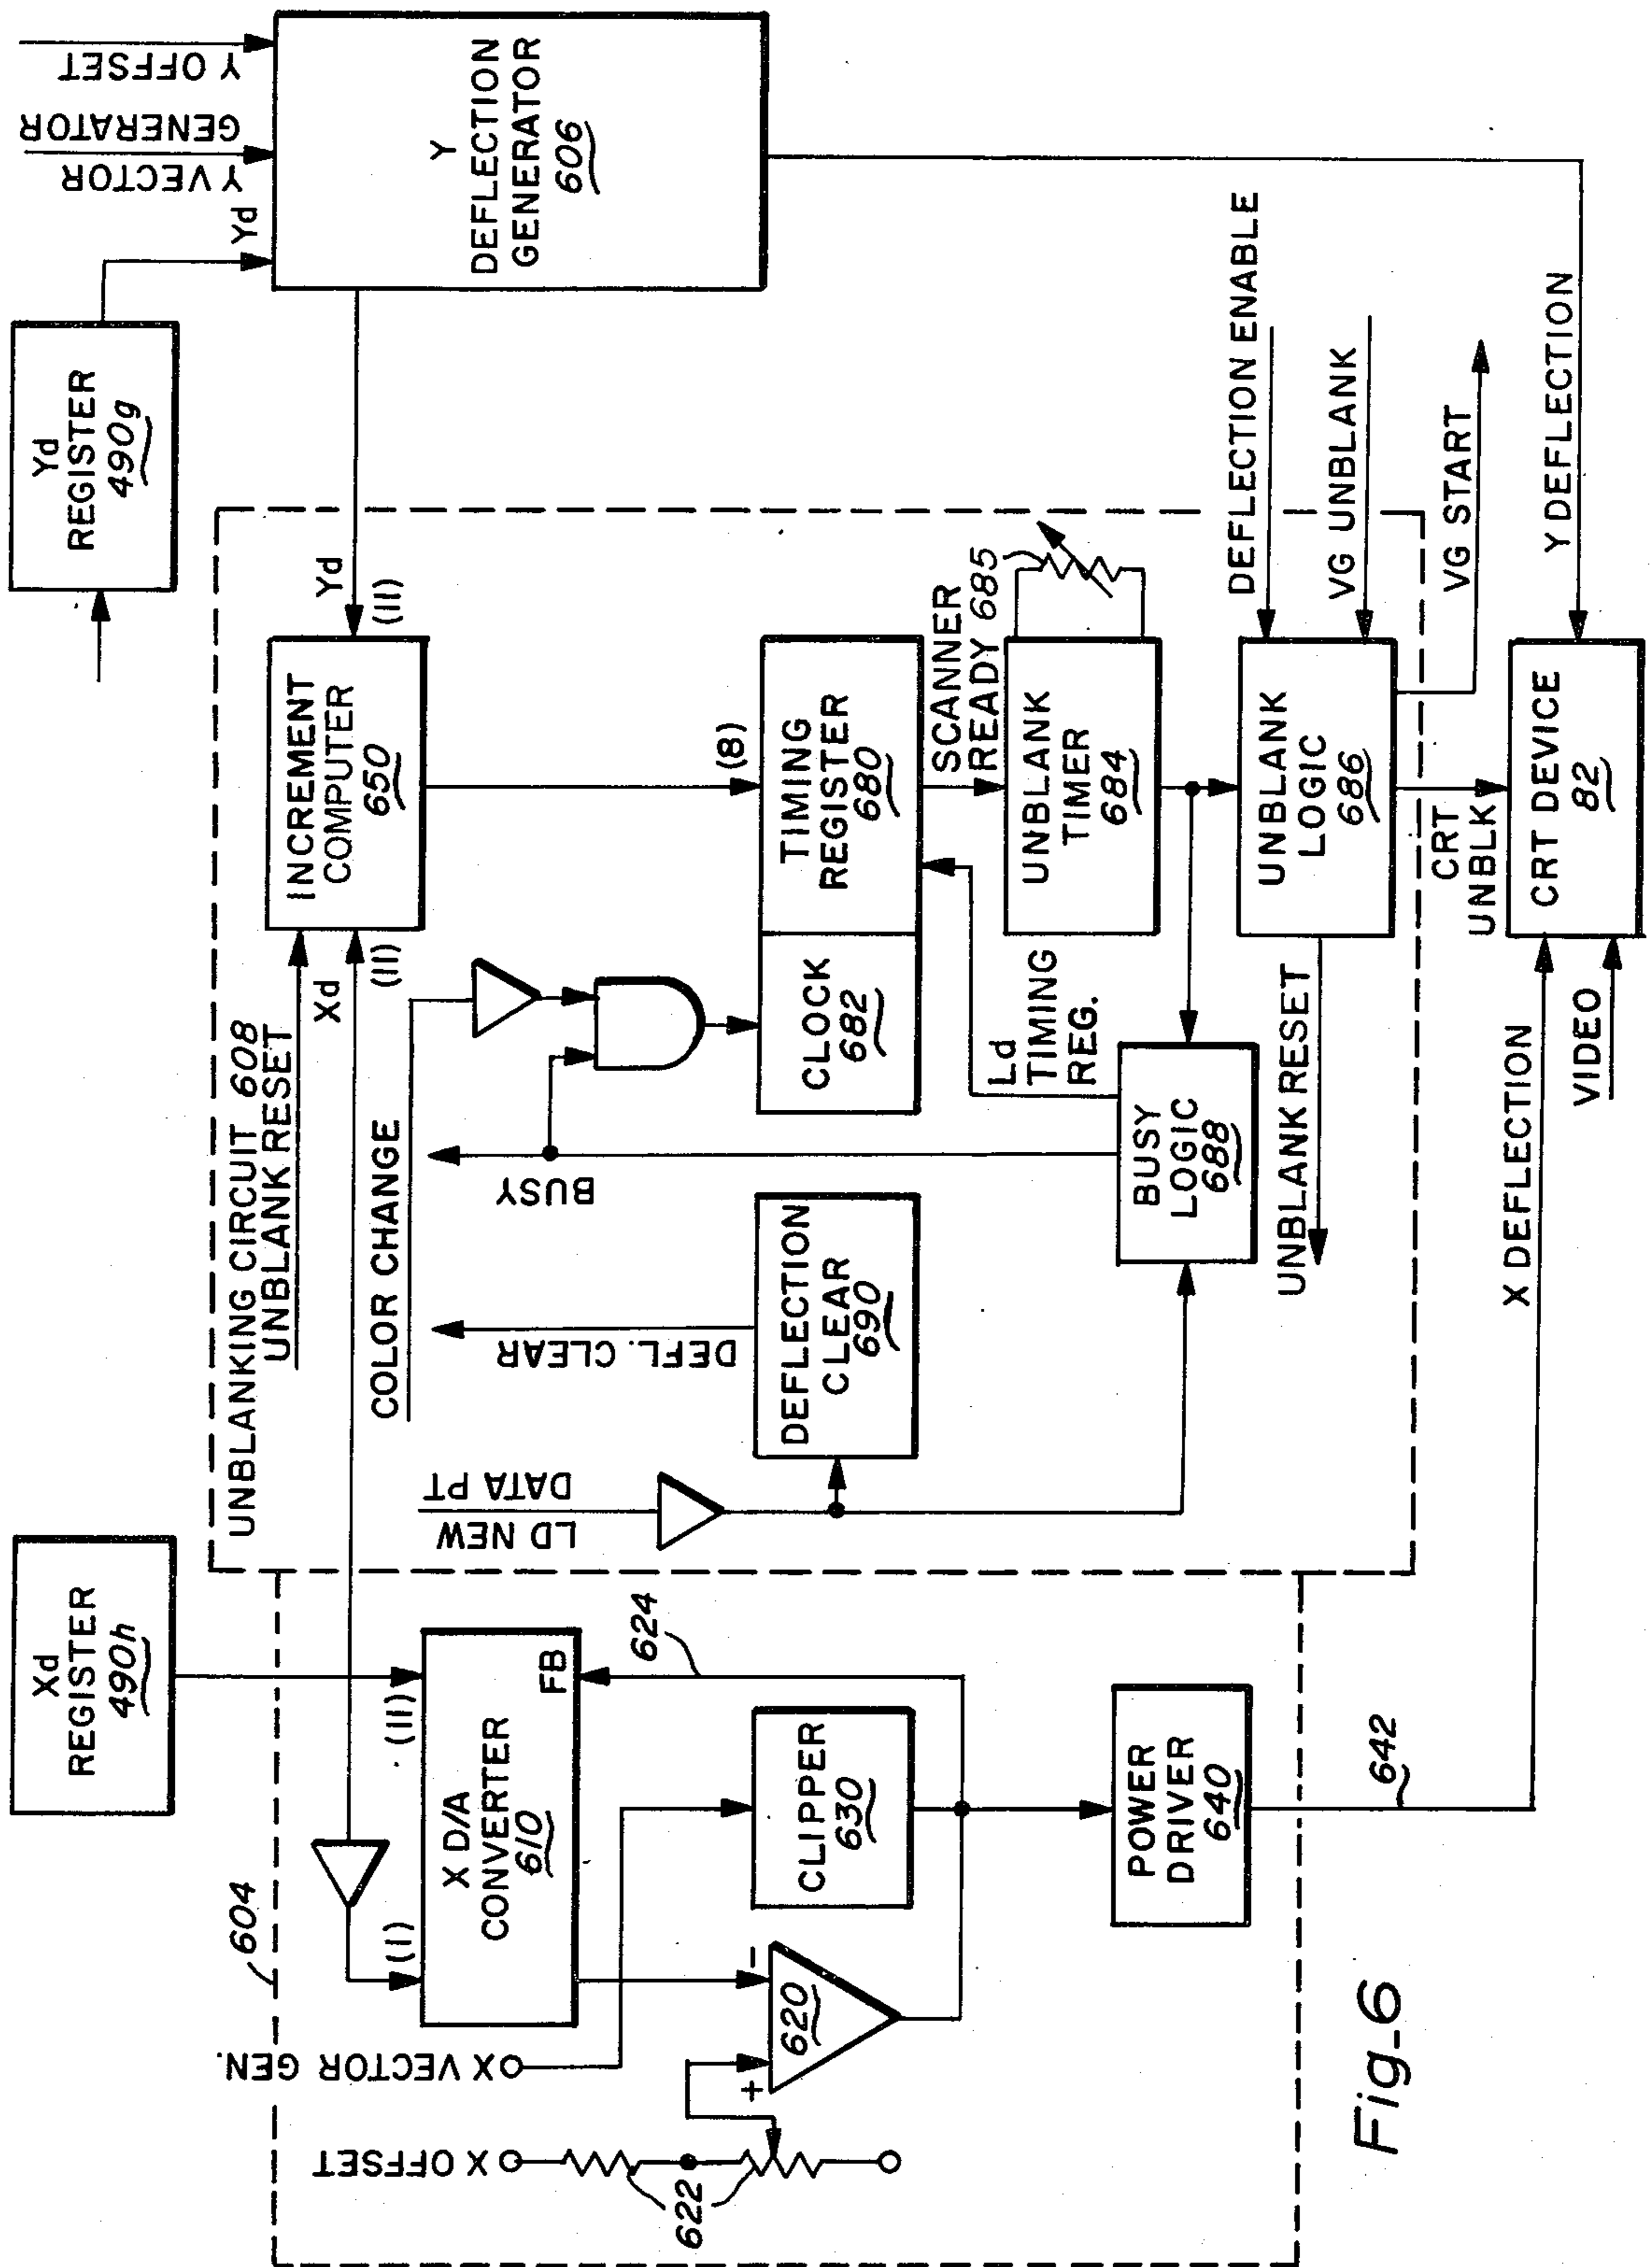 Xd
REGISTER
490h
Yd
REGISTER
490g
Y OFFSET
Y VECTOR
GENERATOR
Yd
Y
DEFLECTION
GENERATOR
606
604
UNBLANKING CIRCUIT 608
UNBLANK RESET
Xd
(11)
Yd
(11)
INCREMENT
COMPUTER
650
X OFFSET
X VECTOR GEN.
(1)
(11)
X D/A
CONVERTER
610
FB
624
COLOR CHANGE
LD NEW
DATA PT
DEFL. CLEAR
BUSY
622
+
-
620
CLIPPER
630
DEFLECTION
CLEAR
690
CLOCK
682
(8)
TIMING
REGISTER
680
Ld
TIMING
REG.
SCANNER
READY
685
UNBLANK
TIMER
684
POWER
DRIVER
640
BUSY
LOGIC
688
UNBLANK
LOGIC
686
DEFLECTION ENABLE
VG UNBLANK
VG START
UNBLANK RESET
642
CRT
UNBLK
X DEFLECTION
VIDEO
CRT DEVICE
82
Y DEFLECTION
Fig_6